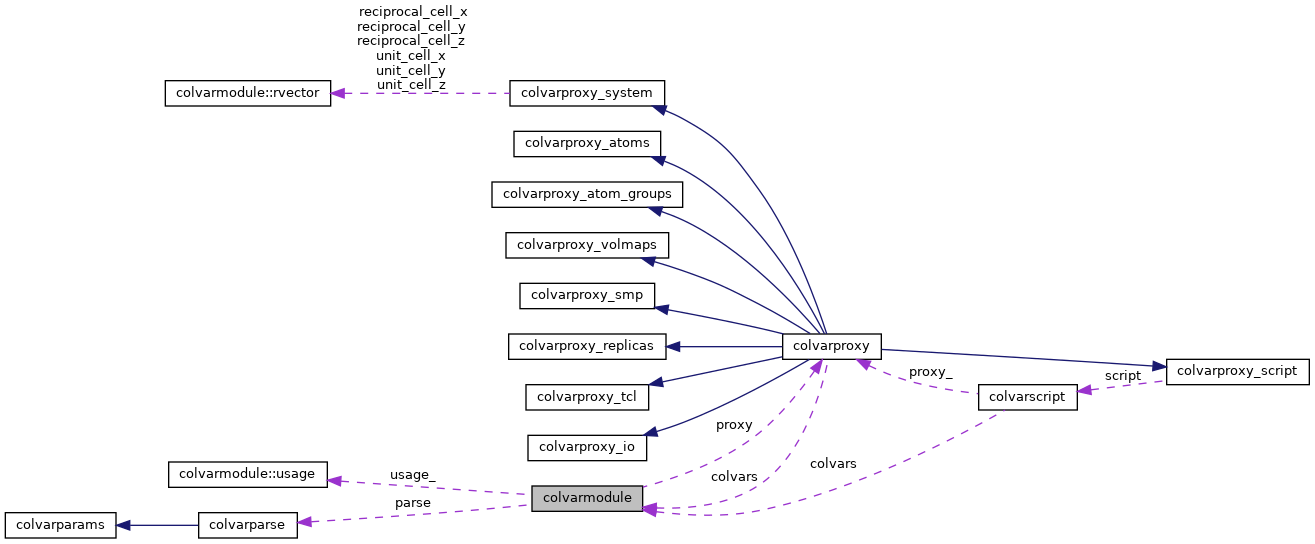 reciprocal_cell_x
reciprocal_cell_y
reciprocal_cell_z
unit_cell_x
unit_cell_y
unit_cell_z
colvarmodule::rvector
colvarproxy_system
colvarproxy_atoms
colvarproxy_atom_groups
colvarproxy_volmaps
colvarproxy_smp
colvarproxy_replicas
colvarproxy
colvarproxy_script
proxy_
script
colvarproxy_tcl
colvarscript
proxy
colvarproxy_io
colvars
colvars
colvarmodule::usage
usage_
colvarmodule
parse
colvarparams
colvarparse